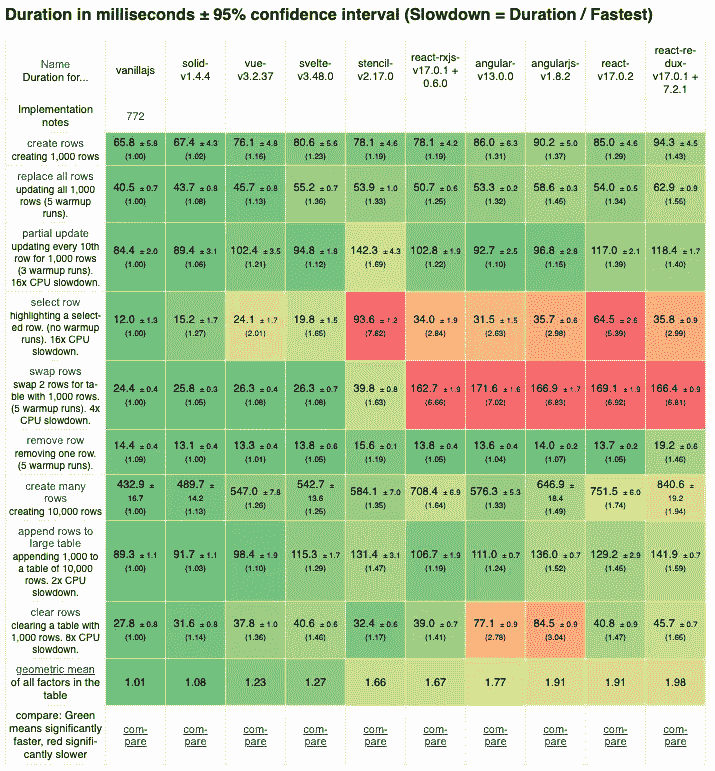 Duration in milliseconds ± 95% confidence interval (Slowdown = Duration / Fastest)
Name
Duration for...
vanillajs
solid-
v1.4.4
vue-
v3.2.37
svelte-
v3.48.0
stencil-
v2.17.0
react-rxjs-
v17.0.1 +
0.6.0
angular-
v13.0.0
angularjs-
v1.8.2
react-
v17.0.2
react-re-
dux-
v17.0.1 +
7.2.1
Implementation
notes
772
create rows
creating 1,000 rows
65.8 ± 5.8 67.4 ± 4.3 76.1 ± 4.8 80.6 ± 5.6 78.1 ± 4.6 78.1 ± 4.2 86.0 ± 6.3 90.2 ± 5.0 85.0 ± 4.6 94.3 ± 4.5
(1.00) (1.02) (1.16) (1.23) (1.19) (1.19) (1.31) (1.37) (1.29) (1.43)
replace all rows
updating all 1,000
rows (5 warmup
runs).
40.5 ± 0.7 43.7 ± 0.8 45.7 ± 0.8 55.2 ± 0.7 53.9 ± 1.0 50.7 ± 0.6 53.3 ± 0.2 58.6 ± 0.3 54.0 ± 0.5 62.9 ± 0.9
(1.00) (1.08) (1.13) (1.36) (1.33) (1.25) (1.32) (1.45) (1.34) (1.55)
partial update
updating every 10th
row for 1,000 rows
(3 warmup runs).
16x CPU slowdown.
84.4 ± 2.0 89.4 ± 3.1 102.4 ± 3.5 94.8 ± 1.8 142.3 ± 4.3 102.8 ± 1.9 92.7 ± 2.5 96.8 ± 2.8 117.0 ± 2.1 118.4 ± 1.7
(1.00) (1.06) (1.21) (1.12) (1.69) (1.22) (1.10) (1.15) (1.39) (1.40)
select row
highlighting a select-
ed row. (no warmup
runs). 16x CPU
slowdown.
12.0 ± 1.3 15.2 ± 1.7 24.1 ± 1.7 19.8 ± 1.5 93.6 ± 1.2 34.0 ± 1.9 31.5 ± 1.5 35.7 ± 0.6 64.5 ± 2.6 35.8 ± 0.9
(1.00) (1.27) (2.01) (1.65) (7.82) (2.84) (2.63) (2.98) (5.39) (2.99)
swap rows
swap 2 rows for ta-
ble with 1,000 rows.
(5 warmup runs). 4x
CPU slowdown.
24.4 ± 0.4 25.8 ± 0.3 26.3 ± 0.4 26.3 ± 0.7 39.8 ± 0.8 162.7 ± 1.9 171.6 ± 1.6 166.9 ± 1.7 169.1 ± 1.9 166.4 ± 0.9
(1.00) (1.05) (1.08) (1.08) (1.63) (6.66) (7.02) (6.83) (6.92) (6.81)
remove row
removing one row.
(5 warmup runs).
14.4 ± 0.4 13.1 ± 0.4 13.3 ± 0.4 13.8 ± 0.6 15.6 ± 0.1 13.8 ± 0.4 13.6 ± 0.4 14.0 ± 0.2 13.7 ± 0.2 19.2 ± 0.6
(1.09) (1.00) (1.01) (1.05) (1.19) (1.05) (1.04) (1.07) (1.05) (1.46)
create many
rows
creating 10,000 rows
432.9 ± 16.7 489.7 ± 14.2 547.0 ± 7.8 542.7 ± 13.6 584.1 ± 7.0 708.4 ± 6.9 576.3 ± 5.3 646.9 ± 18.4 751.5 ± 6.0 840.6 ± 19.2
(1.00) (1.13) (1.26) (1.25) (1.35) (1.64) (1.33) (1.49) (1.74) (1.94)
append rows to
large table
appending 1,000 to
a table of 10,000
rows. 2x CPU
slowdown.
89.3 ± 1.1 91.7 ± 1.1 98.4 ± 1.9 115.3 ± 1.7 131.4 ± 3.1 106.7 ± 1.9 111.0 ± 0.7 136.0 ± 0.7 129.2 ± 2.9 141.9 ± 0.7
(1.00) (1.03) (1.10) (1.29) (1.47) (1.19) (1.24) (1.52) (1.45) (1.59)
clear rows
clearing a table with
1,000 rows. 8x CPU
slowdown.
27.8 ± 0.8 31.6 ± 0.8 37.8 ± 1.0 40.6 ± 0.6 32.4 ± 0.6 39.0 ± 0.7 77.1 ± 0.9 84.5 ± 0.9 40.8 ± 0.9 45.7 ± 0.7
(1.00) (1.14) (1.36) (1.46) (1.17) (1.41) (2.78) (3.04) (1.47) (1.65)
geometric mean
of all factors in the
table
1.01 1.08 1.23 1.27 1.66 1.67 1.77 1.91 1.91 1.98
compare: Green
means significantly
faster, red signifi-
cantly slower
com- com- com- com- com- com- com- com- com- com-
pare pare pare pare pare pare pare pare pare pare